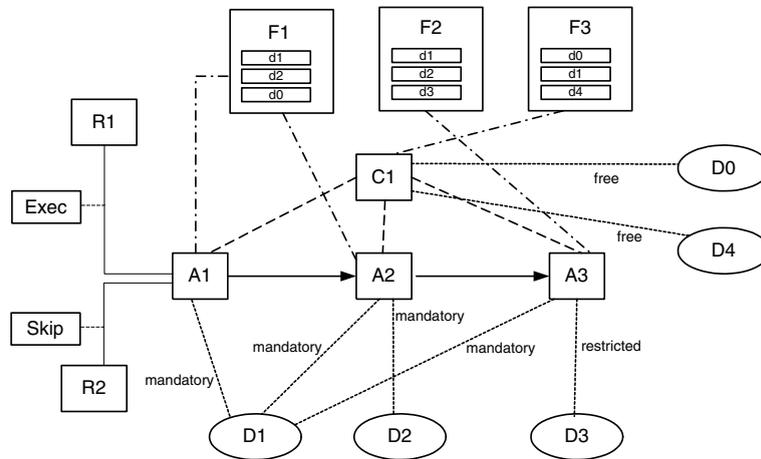 F1
d1
d2
d0
F2
d1
d2
d3
F3
d0
d1
d4
R1
C1
D0
free
Exec
free
D4
A1
A2
A3
Skip
mandatory
mandatory
mandatory
restricted
mandatory
R2
D1
D2
D3